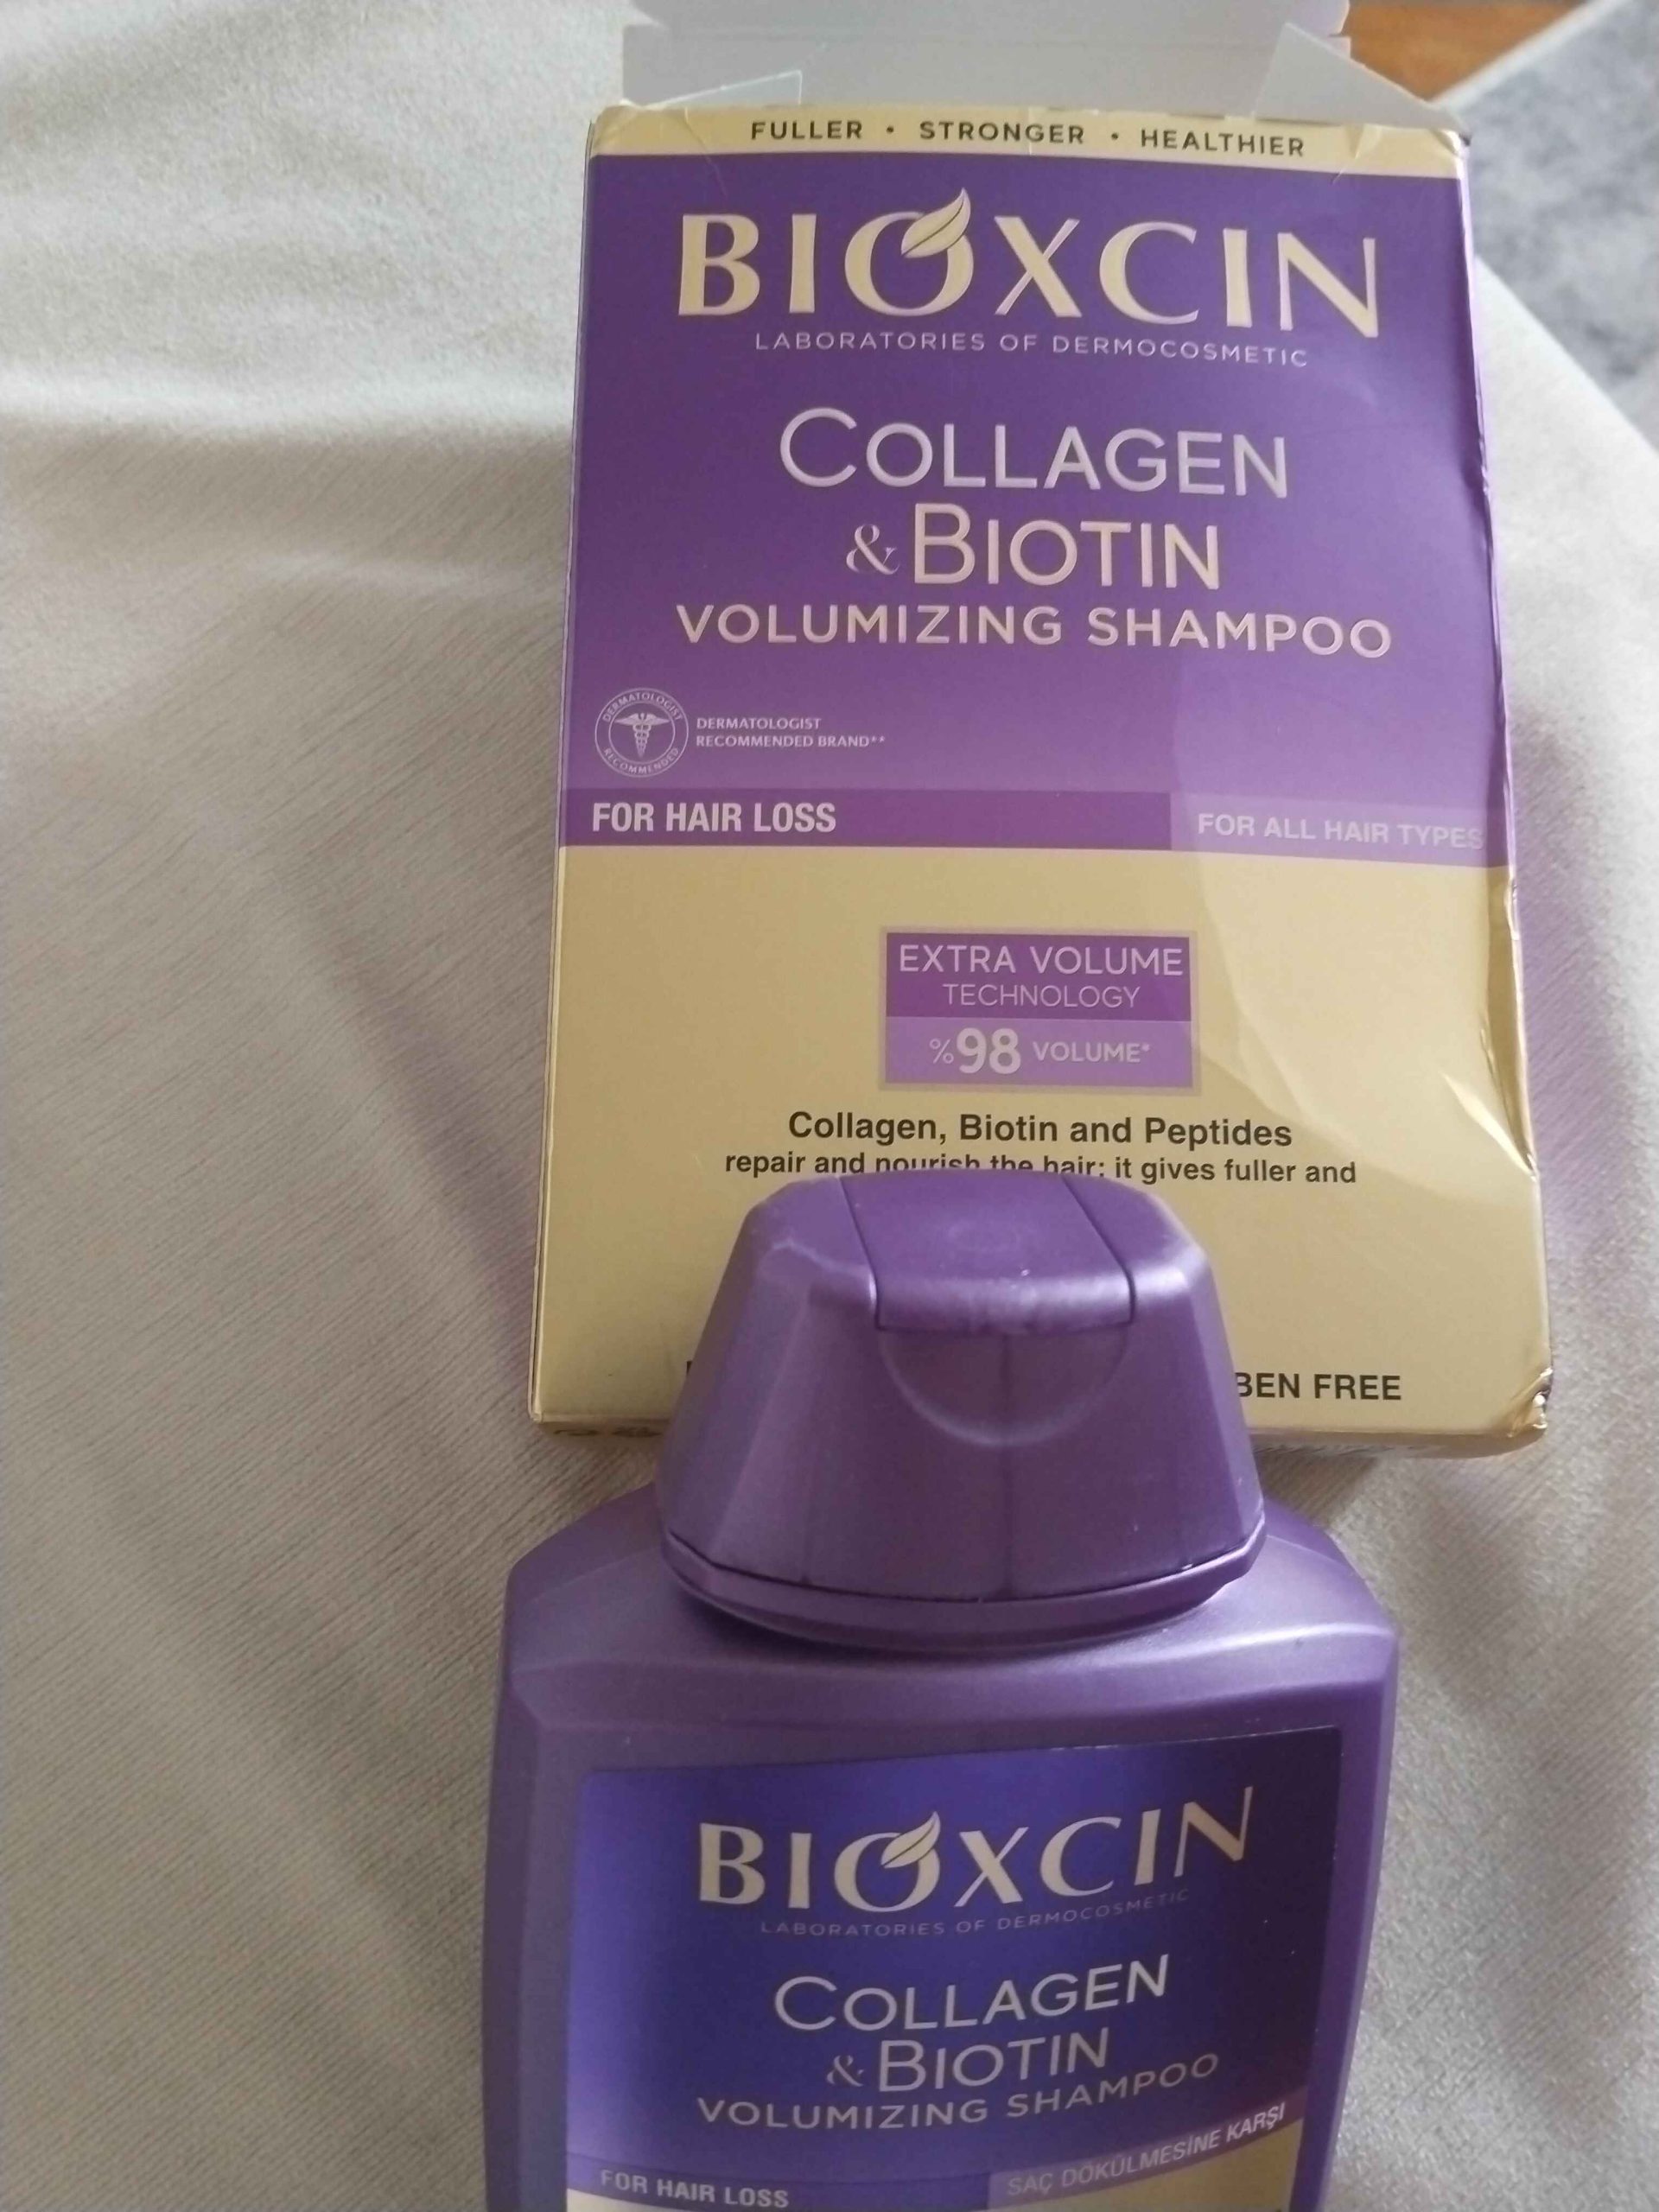 FULLER • STRONGER • HEALTHIER
BIOXCIN
LABORATORIES OF DERMOCOSMETIC
COLLAGEN
& BIOTIN
VOLUMIZING SHAMPOO
DERMATOLOGIST
RECOMMENDED
DERMATOLOGIST
RECOMMENDED BRAND**
FOR HAIR LOSS
FOR ALL HAIR TYPES
EXTRA VOLUME
TECHNOLOGY
%98 VOLUME*
Collagen, Biotin and Peptides
repair and nourish the hair; it gives fuller and
BEN FREE
BIOXCIN
LABORATORIES OF DERMOCOSMETIC
COLLAGEN
& BIOTIN
VOLUMIZING SHAMPOO
FOR HAIR LOSS
SAÇ DÖKÜLMESİNE KARŞI